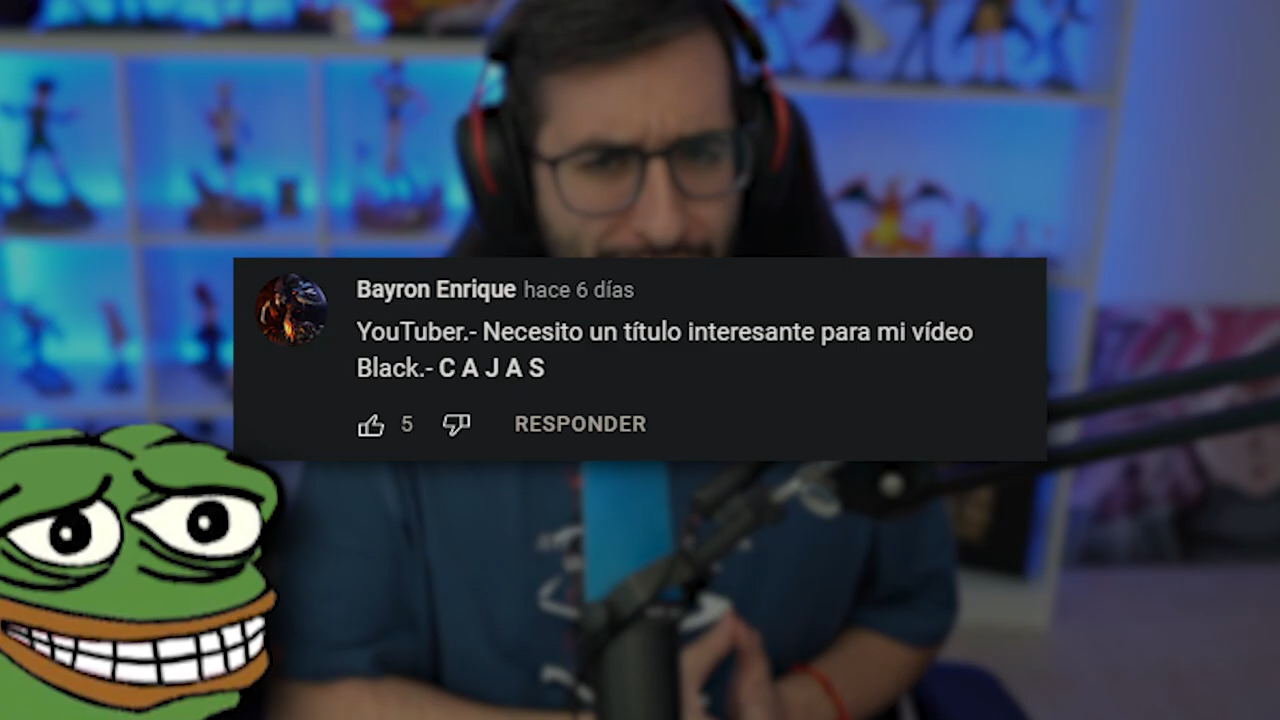 Bayron Enrique hace 6 días
YouTuber.- Necesito un título interesante para mi vídeo
Black.- C A J A S
5 RESPONDER